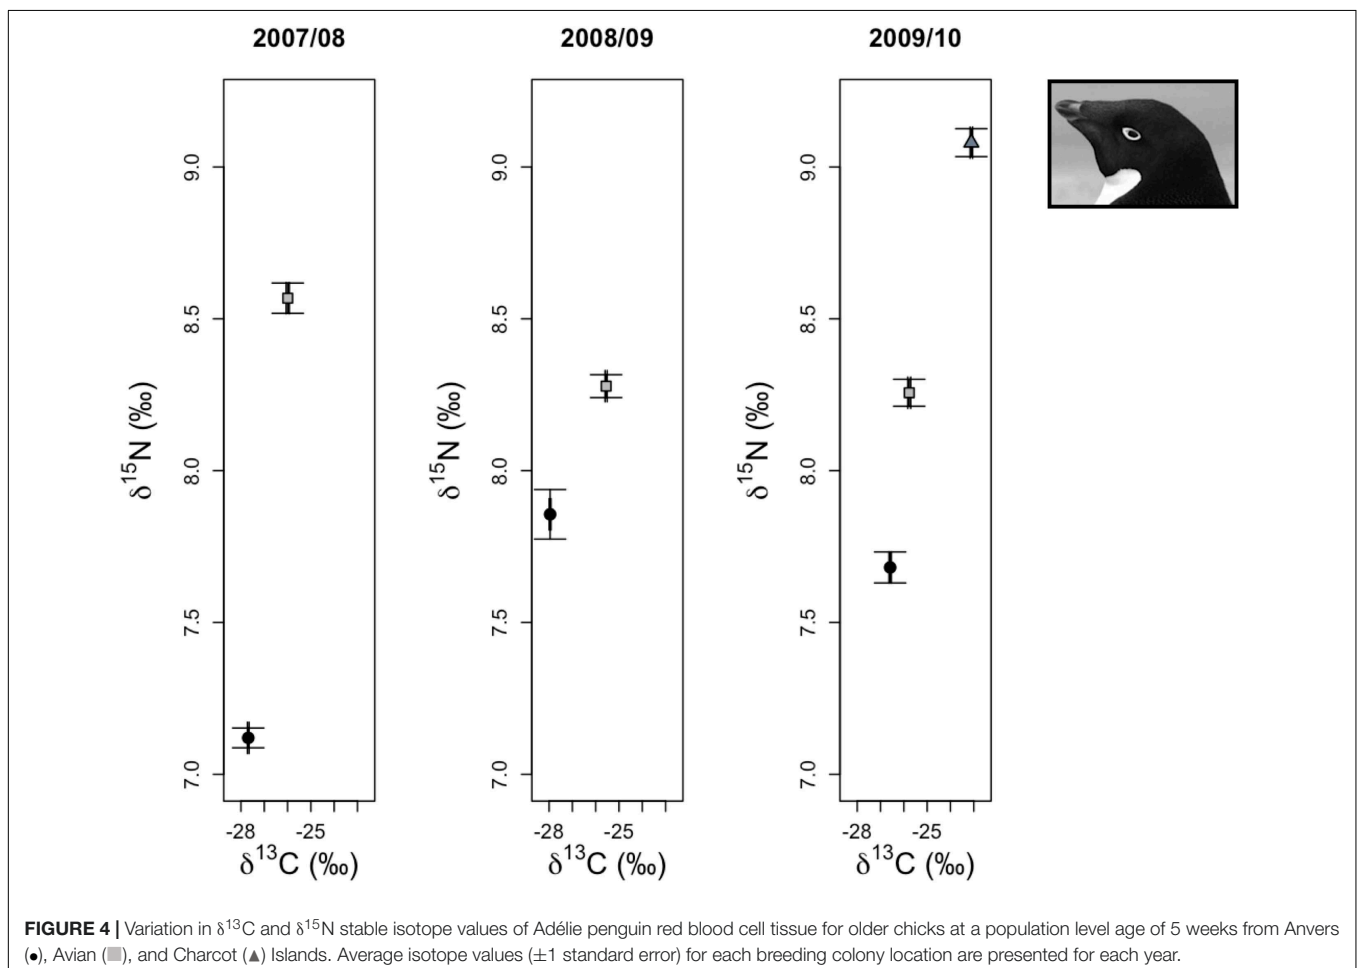 2007/08 2008/09 2009/10
9.0 9.0 9.0
8.5 8.5 8.5
δ15N (‰) δ15N (‰) δ15N (‰)
8.0 8.0 8.0
7.5 7.5 7.5
7.0 7.0 7.0
-28 -25 -28 -25 -28 -25
δ13C (‰) δ13C (‰) δ13C (‰)
FIGURE 4 | Variation in δ13C and δ15N stable isotope values of Adélie penguin red blood cell tissue for older chicks at a population level age of 5 weeks from Anvers
(●), Avian (■), and Charcot (▲) Islands. Average isotope values (±1 standard error) for each breeding colony location are presented for each year.